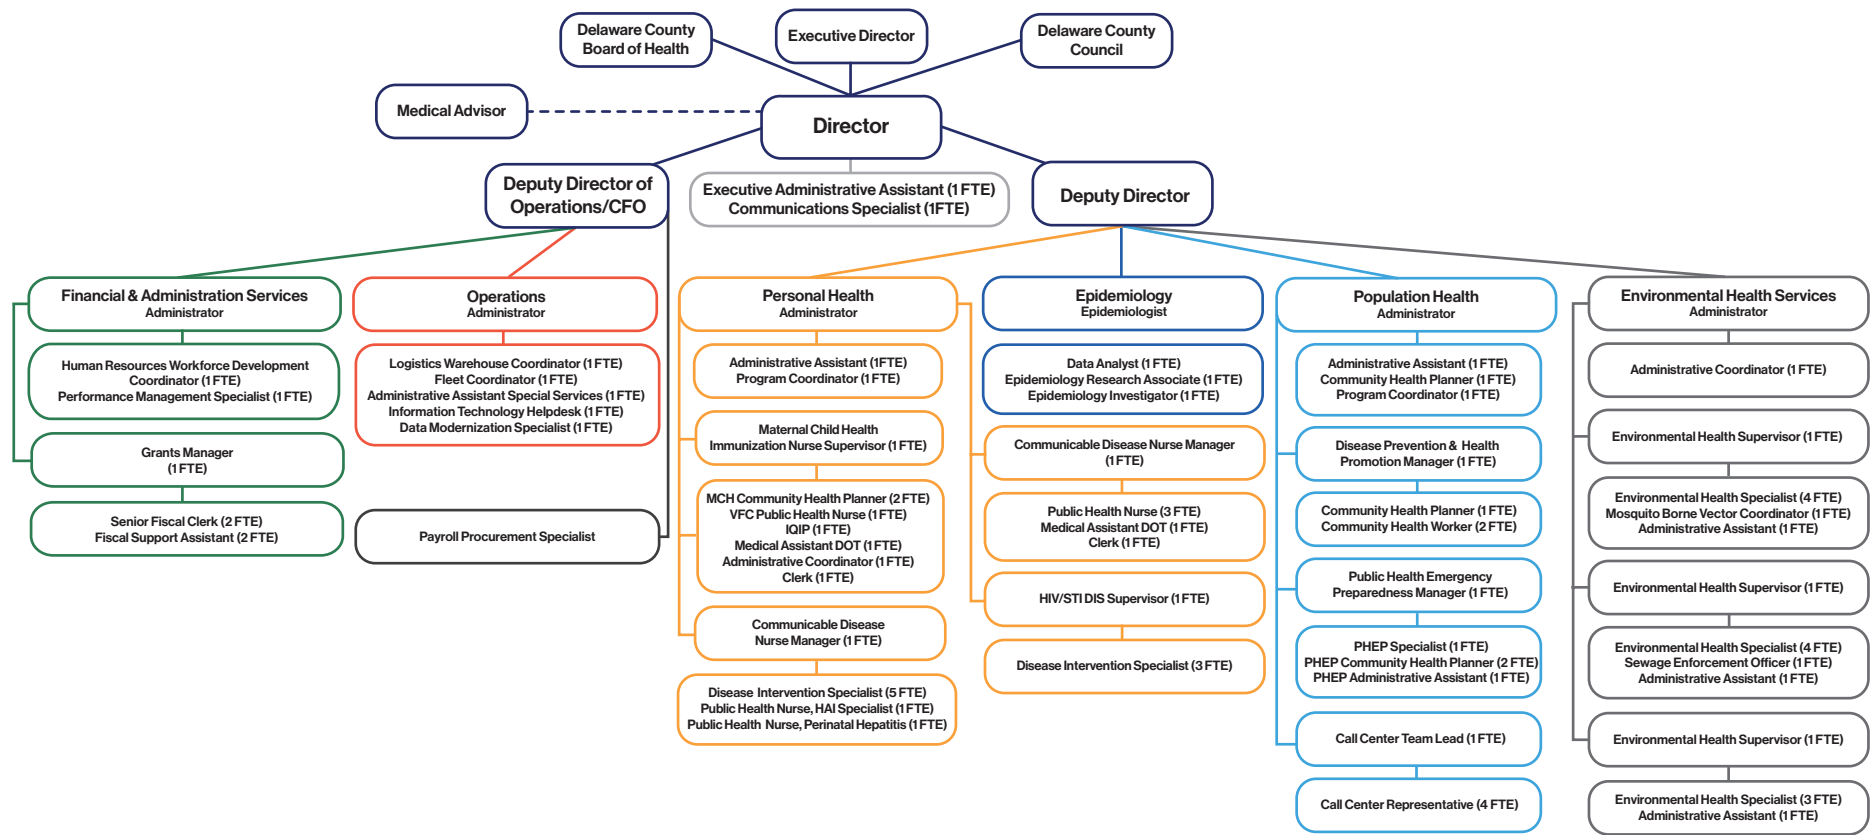 Delaware County
Board of Health
Executive Director
Delaware County
Council
Medical Advisor
Director
Deputy Director of
Operations/CFO
Executive Administrative Assistant (1 FTE)
Communications Specialist (1FTE)
Deputy Director
Financial & Administration Services
Administrator
Human Resources Workforce Development
Coordinator (1 FTE)
Performance Management Specialist (1 FTE)
Grants Manager
(1 FTE)
Senior Fiscal Clerk (2 FTE)
Fiscal Support Assistant (2 FTE)
Operations
Administrator
Logistics Warehouse Coordinator (1 FTE)
Fleet Coordinator (1 FTE)
Administrative Assistant Special Services (1 FTE)
Information Technology Helpdesk (1 FTE)
Data Modernization Specialist (1 FTE)
Payroll Procurement Specialist
Personal Health
Administrator
Administrative Assistant (1FTE)
Program Coordinator (1 FTE)
Maternal Child Health
Immunization Nurse Supervisor (1 FTE)
MCH Community Health Planner (2 FTE)
VFC Public Health Nurse (1 FTE)
IQIP (1 FTE)
Medical Assistant DOT (1 FTE)
Administrative Coordinator (1 FTE)
Clerk (1 FTE)
Communicable Disease
Nurse Manager (1 FTE)
Disease Intervention Specialist (5 FTE)
Public Health Nurse, HAI Specialist (1 FTE)
Public Health Nurse, Perinatal Hepatitis (1 FTE)
Epidemiology
Epidemiologist
Data Analyst (1 FTE)
Epidemiology Research Associate (1 FTE)
Epidemiology Investigator (1 FTE)
Communicable Disease Nurse Manager
(1 FTE)
Public Health Nurse (3 FTE)
Medical Assistant DOT (1 FTE)
Clerk (1 FTE)
HIV/STI DIS Supervisor (1 FTE)
Disease Intervention Specialist (3 FTE)
Population Health
Administrator
Administrative Assistant (1 FTE)
Community Health Planner (1 FTE)
Program Coordinator (1 FTE)
Disease Prevention & Health
Promotion Manager (1 FTE)
Community Health Planner (1 FTE)
Community Health Worker (2 FTE)
Public Health Emergency
Preparedness Manager (1 FTE)
PHEP Specialist (1 FTE)
PHEP Community Health Planner (2 FTE)
PHEP Administrative Assistant (1 FTE)
Call Center Team Lead (1 FTE)
Call Center Representative (4 FTE)
Environmental Health Services
Administrator
Administrative Coordinator (1 FTE)
Environmental Health Supervisor (1 FTE)
Environmental Health Specialist (4 FTE)
Mosquito Borne Vector Coordinator (1 FTE)
Administrative Assistant (1 FTE)
Environmental Health Supervisor (1 FTE)
Environmental Health Specialist (4 FTE)
Sewage Enforcement Officer (1 FTE)
Administrative Assistant (1 FTE)
Environmental Health Supervisor (1 FTE)
Environmental Health Specialist (3 FTE)
Administrative Assistant (1 FTE)